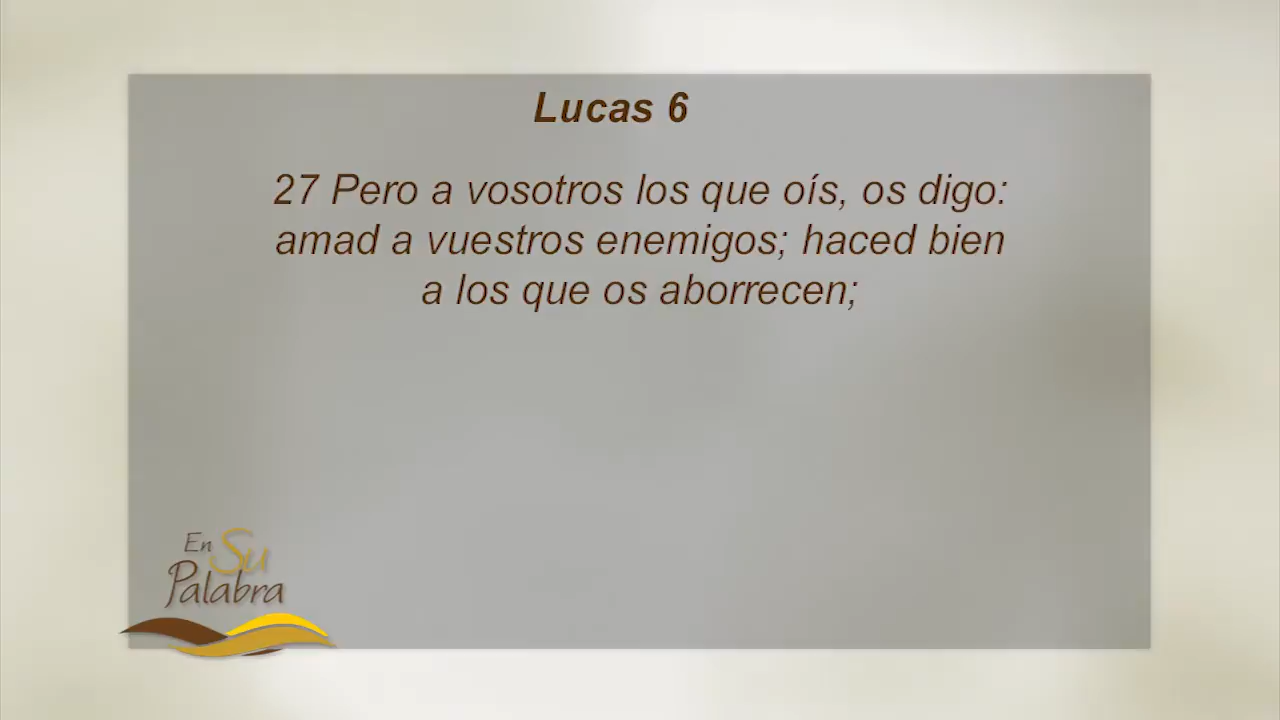 Lucas 6
27 Pero a vosotros los que oís, os digo:
amad a vuestros enemigos; haced bien
a los que os aborrecen;
En Su
Palabra